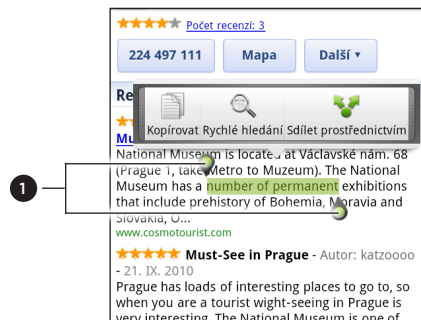 Počet recenzí: 3
224 497 111 Mapa Další
Re
Kopírovat Rychlé hledání Sdílet prostřednictvím
Mu
National Museum is located at Václavské nám. 68
(Prague 1, take Metro to Muzeum). The National
1
Museum has a number of permanent exhibitions
that include prehistory of Bohemia, Moravia and
Slovakia, O...
www.cosmotourist.com
Must-See in Prague - Autor: katzoooo
- 21. IX. 2010
Prague has loads of interesting places to go to, so
when you are a tourist wight-seeing in Prague is
very interesting. The National Museum is one of